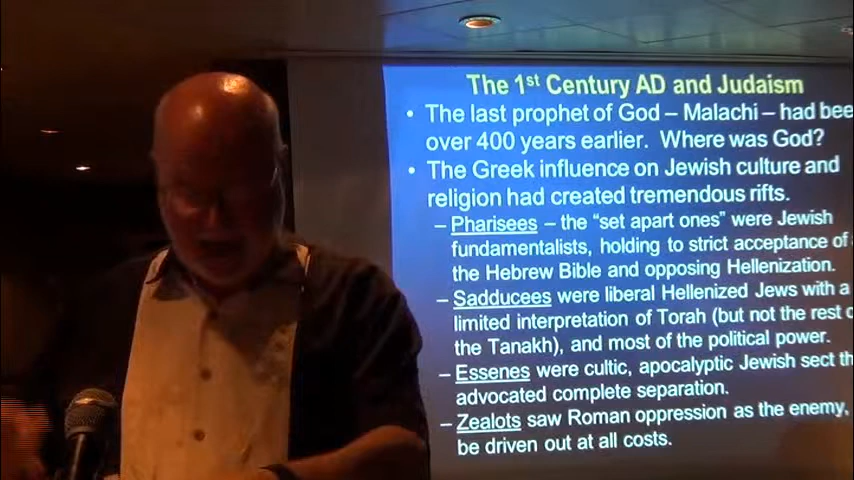 The 1st Century AD and Judaism
• The last prophet of God – Malachi – had bee
over 400 years earlier. Where was God?
• The Greek influence on Jewish culture and
religion had created tremendous rifts.
– Pharisees – the “set apart ones” were Jewish
fundamentalists, holding to strict acceptance of
the Hebrew Bible and opposing Hellenization.
– Sadducees were liberal Hellenized Jews with a
limited interpretation of Torah (but not the rest o
the Tanakh), and most of the political power.
– Essenes were cultic, apocalyptic Jewish sect th
advocated complete separation.
– Zealots saw Roman oppression as the enemy,
be driven out at all costs.